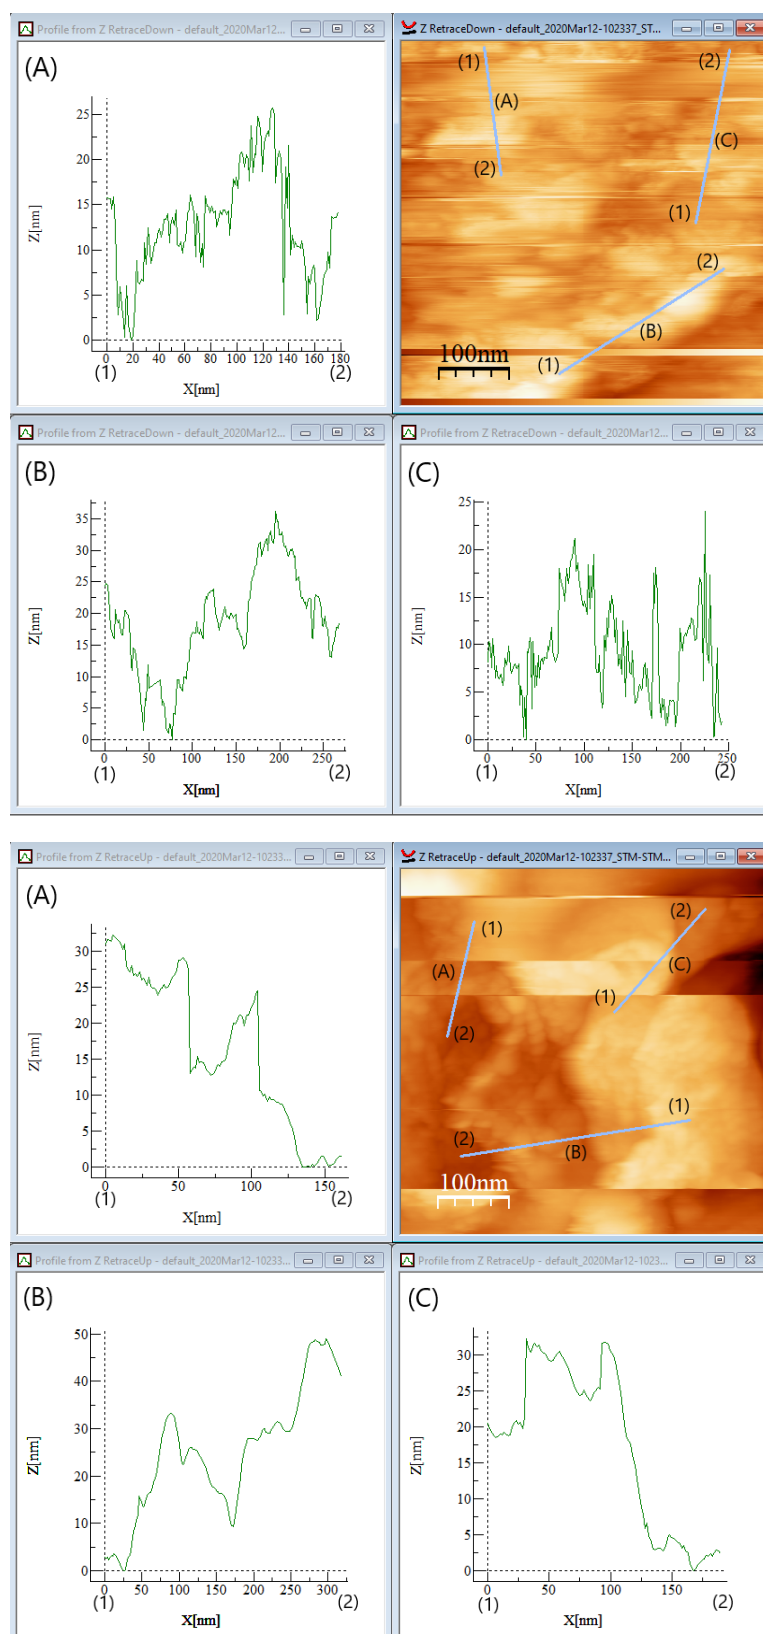 Profile from Z RetraceDown - default_2020Mar12...
Z RetraceDown - default_2020Mar12-102337_ST...
(A)
25
20
15
10
5
0
Z[nm]
0 20 40 60 80 100 120 140 160 180
(1) (2)
X[nm]
(1)
(A)
(2)
(2)
(C)
(1)
(2)
(B)
(1)
100nm
Profile from Z RetraceDown - default_2020Mar12...
Profile from Z RetraceDown - default_2020Mar12...
(B)
35
30
25
20
15
10
5
0
Z[nm]
0 50 100 150 200 250
(1) (2)
X[nm]
(C)
25
20
15
10
5
0
Z[nm]
0 50 100 150 200 250
(1) (2)
X[nm]
Profile from Z RetraceUp - default_2020Mar12-102337...
Z RetraceUp - default_2020Mar12-102337_STM-STM...
(A)
30
25
20
15
10
5
0
Z[nm]
0 50 100 150
(1) (2)
X[nm]
(1)
(A)
(2)
(2)
(C)
(1)
(1)
(2)
(B)
100nm
Profile from Z RetraceUp - default_2020Mar12-10233...
Profile from Z RetraceUp - default_2020Mar12-1023...
(B)
50
40
30
20
10
0
Z[nm]
0 50 100 150 200 250 300
(1) (2)
X[nm]
(C)
30
25
20
15
10
5
0
Z[nm]
0 50 100 150
(1) (2)
X[nm]